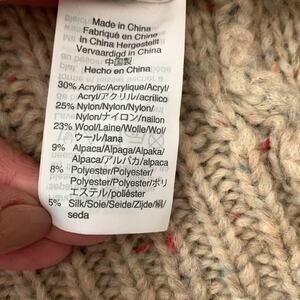 Made in China
Fabriqué en Chine
In China Hergestellt
Vervaardigd in China
中国製
Hecho en China
30% Acrylic/Acrylique/Acryl/
Acryl/アクリル/acrílico
25% Nylon/Nylon/Nylon/
Nylon/ナイロン/nailon
23% Wool/Laine/Wolle/Wol/
ウール/lana
9% Alpaca/Alpaga/Alpaka/
Alpaca/アルパカ/alpaca
8% Polyester/Polyester/
Polyester/Polyester/ポリ
エステル/poliéster
5% Silk/Soie/Seide/Zijde/絹/
seda